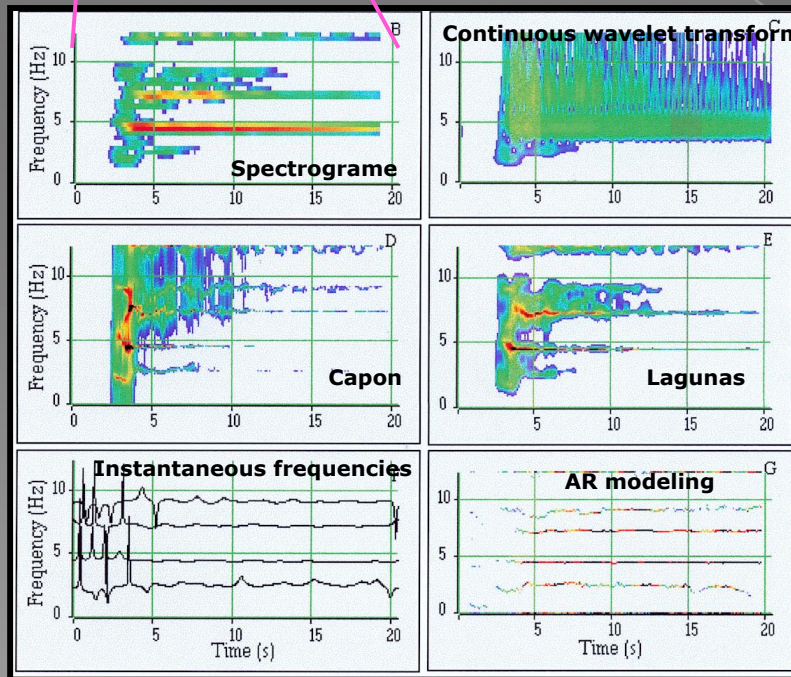 B
Continuous wavelet transform
C
Frequency (Hz)
10
5
0
Spectrograme
0 5 10 15 20
10
5
0
0 5 10 15 20
D
10
5
0
Capon
0 5 10 15 20
E
10
5
0
Lagunas
0 5 10 15 20
Instantaneous frequencies
F
Frequency (Hz)
10
5
0
0 5 10 15 20
Time (s)
AR modeling
G
10
5
0
5 10 15 20
Time (s)